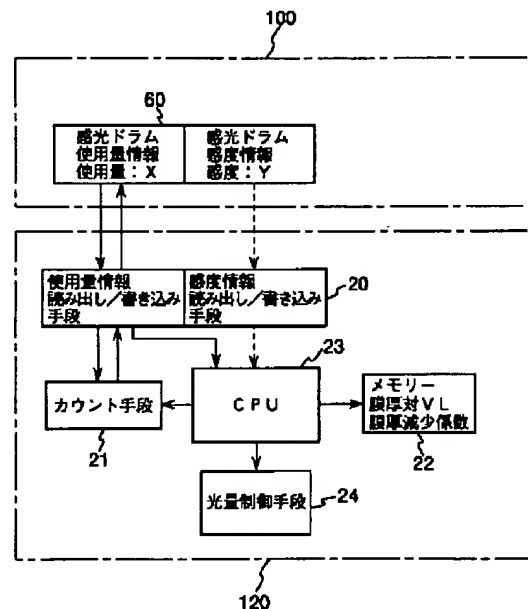 100
60
感光ドラム
使用量情報
使用量：X
感光ドラム
感度情報
感度：Y
使用量情報
読み出し／書き込み
手段
感度情報
読み出し／書き込み
手段
20
23
カウント手段
21
CPU
メモリー
膜厚対VL
膜厚減少係数
22
光量制御手段
24
120